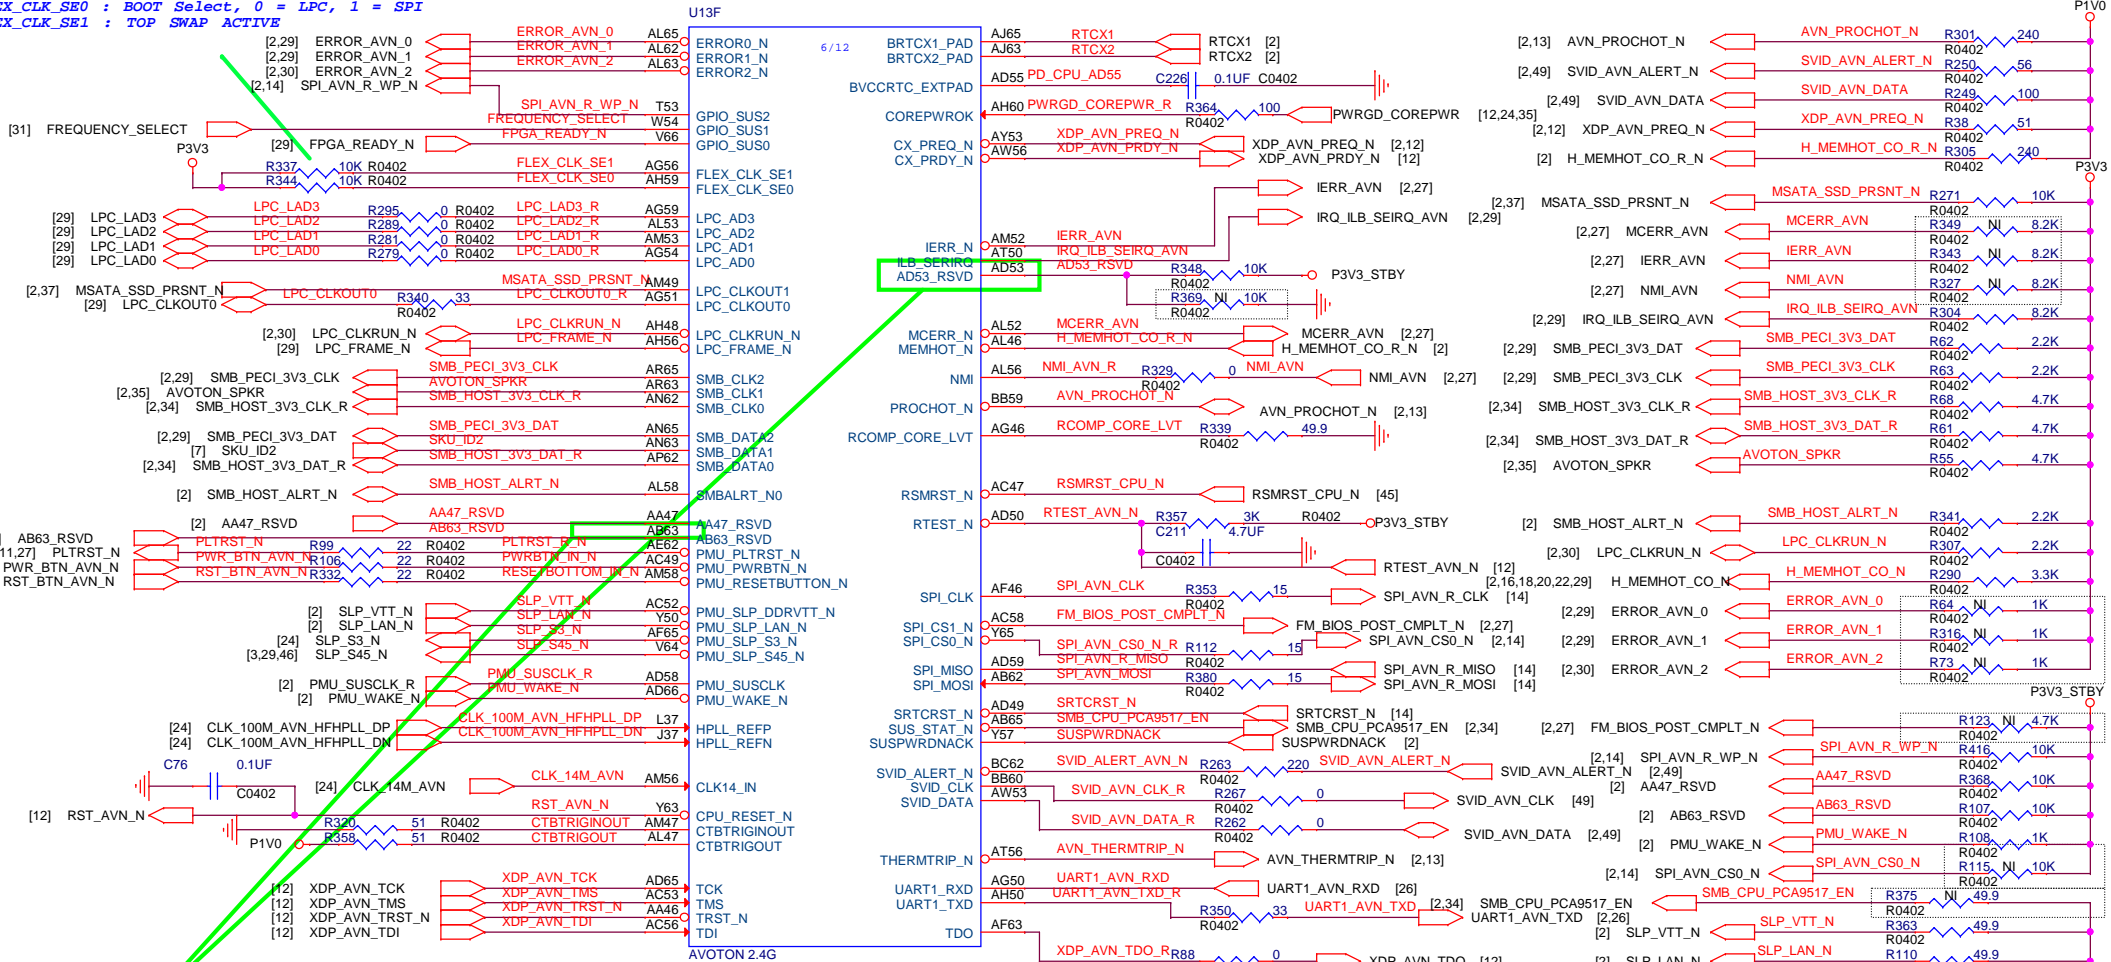 EX_CLK_SE0 : BOOT Select, 0 = LPC, 1 = SPI
EX_CLK_SE1 : TOP SWAP ACTIVE
U13F
6/12
[2,29] ERROR_AVN_0 ERROR_AVN_0 AL65 ERROR0_N
[2,29] ERROR_AVN_1 ERROR_AVN_1 AL62 ERROR1_N
[2,30] ERROR_AVN_2 ERROR_AVN_2 AL63 ERROR2_N
[2,14] SPI_AVN_R_WP_N
SPI_AVN_R_WP_N T53 GPIO_SUS2
[31] FREQUENCY_SELECT FREQUENCY_SELECT W54 GPIO_SUS1
[29] FPGA_READY_N FPGA_READY_N V66 GPIO_SUS0
P3V3
R337 10K R0402 FLEX_CLK_SE1 AG56 FLEX_CLK_SE1
R344 10K R0402 FLEX_CLK_SE0 AH59 FLEX_CLK_SE0
[29] LPC_LAD3 LPC_LAD3 R295 0 R0402 LPC_LAD3_R AG59 LPC_AD3
[29] LPC_LAD2 LPC_LAD2 R289 0 R0402 LPC_LAD2_R AL53 LPC_AD2
[29] LPC_LAD1 LPC_LAD1 R281 0 R0402 LPC_LAD1_R AM53 LPC_AD1
[29] LPC_LAD0 LPC_LAD0 R279 0 R0402 LPC_LAD0_R AG54 LPC_AD0
[2,37] MSATA_SSD_PRSNT_N MSATA_SSD_PRSNT_N AM49 LPC_CLKOUT1
[29] LPC_CLKOUT0 LPC_CLKOUT0 R340 33 R0402 LPC_CLKOUT0_R AG51 LPC_CLKOUT0
[2,30] LPC_CLKRUN_N LPC_CLKRUN_N AH48 LPC_CLKRUN_N
[29] LPC_FRAME_N LPC_FRAME_N AH56 LPC_FRAME_N
[2,29] SMB_PECI_3V3_CLK SMB_PECI_3V3_CLK AR65 SMB_CLK2
[2,35] AVOTON_SPKR AVOTON_SPKR AR63 SMB_CLK1
[2,34] SMB_HOST_3V3_CLK_R SMB_HOST_3V3_CLK_R AN62 SMB_CLK0
[2,29] SMB_PECI_3V3_DAT SMB_PECI_3V3_DAT AN65 SMB_DATA2
[7] SKU_ID2 SKU_ID2 AN63 SMB_DATA1
[2,34] SMB_HOST_3V3_DAT_R SMB_HOST_3V3_DAT_R AP62 SMB_DATA0
[2] SMB_HOST_ALRT_N SMB_HOST_ALRT_N AL58 SMBALRT_N0
[2] AA47_RSVD AA47_RSVD AA47 AA47_RSVD
] AB63_RSVD AB63_RSVD AB63 AB63_RSVD
11,27] PLTRST_N PLTRST_N R99 22 R0402 PLTRST_R_N AE62 PMU_PLTRST_N
PWR_BTN_AVN_N PWR_BTN_AVN_N R106 22 R0402 PWRBTN_IN_N AC49 PMU_PWRBTN_N
RST_BTN_AVN_N RST_BTN_AVN_N R332 22 R0402 RESETBOTTOM_IN_N AM58 PMU_RESETBUTTON_N
[2] SLP_VTT_N SLP_VTT_N AC52 PMU_SLP_DDRVTT_N
[2] SLP_LAN_N SLP_LAN_N Y50 PMU_SLP_LAN_N
[24] SLP_S3_N SLP_S3_N AF65 PMU_SLP_S3_N
[3,29,46] SLP_S45_N SLP_S45_N V64 PMU_SLP_S45_N
[2] PMU_SUSCLK_R PMU_SUSCLK_R AD58 PMU_SUSCLK
[2] PMU_WAKE_N PMU_WAKE_N AD66 PMU_WAKE_N
[24] CLK_100M_AVN_HFHPLL_DP CLK_100M_AVN_HFHPLL_DP L37 HPLL_REFP
[24] CLK_100M_AVN_HFHPLL_DN CLK_100M_AVN_HFHPLL_DN J37 HPLL_REFN
C76 0.1UF C0402
[24] CLK_14M_AVN CLK_14M_AVN AM56 CLK14_IN
[12] RST_AVN_N RST_AVN_N Y63 CPU_RESET_N
R320 51 R0402 CTBTRIGINOUT AM47 CTBTRIGINOUT
P1V0 R358 51 R0402 CTBTRIGOUT AL47 CTBTRIGOUT
[12] XDP_AVN_TCK XDP_AVN_TCK AD65 TCK
[12] XDP_AVN_TMS XDP_AVN_TMS AC53 TMS
[12] XDP_AVN_TRST_N XDP_AVN_TRST_N AA46 TRST_N
[12] XDP_AVN_TDI XDP_AVN_TDI AC56 TDI
AVOTON 2.4G
BRTCX1_PAD AJ65 RTCX1 RTCX1 [2]
BRTCX2_PAD AJ63 RTCX2 RTCX2 [2]
BVCCRTC_EXTPAD AD55 PD_CPU_AD55 C226 0.1UF C0402
COREPWROK AH60 PWRGD_COREPWR_R R364 100 R0402 PWRGD_COREPWR [12,24,35]
CX_PREQ_N AY53 XDP_AVN_PREQ_N XDP_AVN_PREQ_N [2,12]
CX_PRDY_N AW56 XDP_AVN_PRDY_N XDP_AVN_PRDY_N [12]
IERR_AVN [2,27]
IRQ_ILB_SEIRQ_AVN [2,29]
IERR_N AM52 IERR_AVN
ILB_SERIRQ AT50 IRQ_ILB_SEIRQ_AVN
AD53_RSVD AD53 AD53_RSVD R348 10K R0402 P3V3_STBY
R369 NI 10K R0402
MCERR_N AL52 MCERR_AVN MCERR_AVN [2,27]
MEMHOT_N AL46 H_MEMHOT_CO_R_N H_MEMHOT_CO_R_N [2]
NMI AL56 NMI_AVN_R R329 0 R0402 NMI_AVN NMI_AVN [2,27]
PROCHOT_N BB59 AVN_PROCHOT_N AVN_PROCHOT_N [2,13]
RCOMP_CORE_LVT AG46 RCOMP_CORE_LVT R339 49.9 R0402
RSMRST_N AC47 RSMRST_CPU_N RSMRST_CPU_N [45]
RTEST_N AD50 RTEST_AVN_N R357 3K R0402 P3V3_STBY
C211 4.7UF C0402
RTEST_AVN_N [12]
SPI_CLK AF46 SPI_AVN_CLK R353 15 R0402 SPI_AVN_R_CLK [14]
SPI_CS1_N AC58 FM_BIOS_POST_CMPLT_N FM_BIOS_POST_CMPLT_N [2,27]
SPI_CS0_N Y65 SPI_AVN_CS0_N_R R112 15 R0402 SPI_AVN_CS0_N [2,14]
SPI_MISO AD59 SPI_AVN_R_MISO SPI_AVN_R_MISO [14]
SPI_MOSI AB62 SPI_AVN_MOSI R380 15 R0402 SPI_AVN_R_MOSI [14]
SRTCRST_N AD49 SRTCRST_N SRTCRST_N [14]
SUS_STAT_N AB65 SMB_CPU_PCA9517_EN SMB_CPU_PCA9517_EN [2,34]
SUSPWRDNACK Y57 SUSPWRDNACK SUSPWRDNACK [2]
SVID_ALERT_N BC62 SVID_ALERT_AVN_N R263 220 R0402 SVID_AVN_ALERT_N SVID_AVN_ALERT_N [2,49]
SVID_CLK BB60 SVID_AVN_CLK_R R267 0 R0402 SVID_AVN_CLK [49]
SVID_DATA AW53 SVID_AVN_DATA_R R262 0 R0402 SVID_AVN_DATA [2,49]
THERMTRIP_N AT56 AVN_THERMTRIP_N AVN_THERMTRIP_N [2,13]
UART1_RXD AG50 UART1_AVN_RXD UART1_AVN_RXD [26]
UART1_TXD AH50 UART1_AVN_TXD_R R350 33 R0402 UART1_AVN_TXD UART1_AVN_TXD [2,26]
TDO AF63 XDP_AVN_TDO_R R88 0 XDP_AVN_TDO [12]
P1V0
[2,13] AVN_PROCHOT_N AVN_PROCHOT_N R301 240 R0402
[2,49] SVID_AVN_ALERT_N SVID_AVN_ALERT_N R250 56 R0402
[2,49] SVID_AVN_DATA SVID_AVN_DATA R249 100 R0402
[2,12] XDP_AVN_PREQ_N XDP_AVN_PREQ_N R38 51 R0402
[2] H_MEMHOT_CO_R_N H_MEMHOT_CO_R_N R305 240 R0402
P3V3
[2,37] MSATA_SSD_PRSNT_N MSATA_SSD_PRSNT_N R271 10K R0402
[2,27] MCERR_AVN MCERR_AVN R349 NI 8.2K R0402
[2,27] IERR_AVN IERR_AVN R343 NI 8.2K R0402
[2,27] NMI_AVN NMI_AVN R327 NI 8.2K R0402
[2,29] IRQ_ILB_SEIRQ_AVN IRQ_ILB_SEIRQ_AVN R304 8.2K R0402
[2,29] SMB_PECI_3V3_DAT SMB_PECI_3V3_DAT R62 2.2K R0402
[2,29] SMB_PECI_3V3_CLK SMB_PECI_3V3_CLK R63 2.2K R0402
[2,34] SMB_HOST_3V3_CLK_R SMB_HOST_3V3_CLK_R R68 4.7K R0402
[2,34] SMB_HOST_3V3_DAT_R SMB_HOST_3V3_DAT_R R61 4.7K R0402
[2,35] AVOTON_SPKR AVOTON_SPKR R55 4.7K R0402
[2] SMB_HOST_ALRT_N SMB_HOST_ALRT_N R341 2.2K R0402
[2,30] LPC_CLKRUN_N LPC_CLKRUN_N R307 2.2K R0402
[2,16,18,20,22,29] H_MEMHOT_CO_N H_MEMHOT_CO_N R290 3.3K R0402
[2,29] ERROR_AVN_0 ERROR_AVN_0 R64 NI 1K R0402
[2,29] ERROR_AVN_1 ERROR_AVN_1 R316 NI 1K R0402
[2,30] ERROR_AVN_2 ERROR_AVN_2 R73 NI 1K R0402
P3V3_STBY
[2,27] FM_BIOS_POST_CMPLT_N R123 NI 4.7K R0402
[2,14] SPI_AVN_R_WP_N SPI_AVN_R_WP_N R416 10K R0402
[2] AA47_RSVD AA47_RSVD R368 10K R0402
[2] AB63_RSVD AB63_RSVD R107 10K R0402
[2] PMU_WAKE_N PMU_WAKE_N R108 1K R0402
[2,14] SPI_AVN_CS0_N SPI_AVN_CS0_N R115 NI 10K R0402
[2,34] SMB_CPU_PCA9517_EN SMB_CPU_PCA9517_EN R375 NI 49.9 R0402
[2] SLP_VTT_N SLP_VTT_N R363 49.9 R0402
[2] SLP_LAN_N SLP_LAN_N R110 49.9